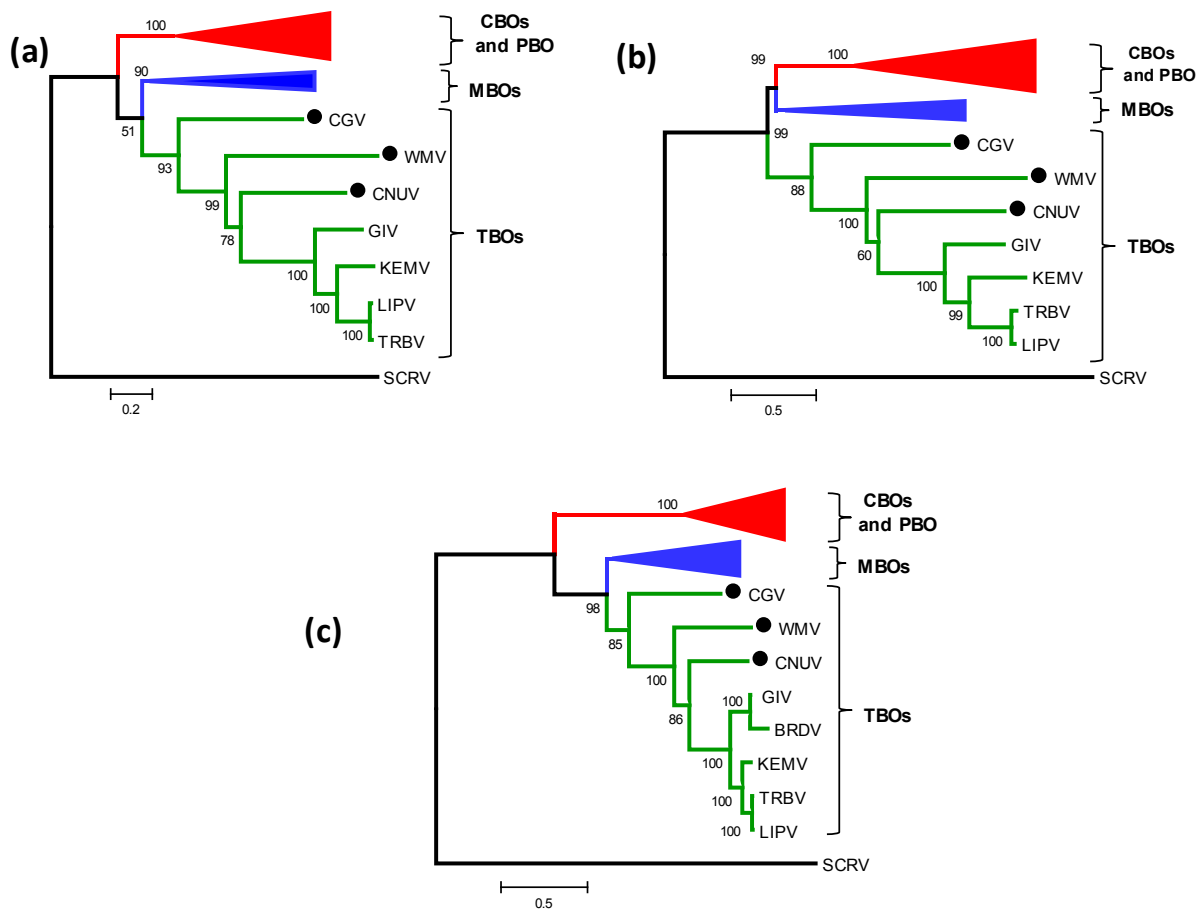 (a)
100
CBOs
and PBO
90
MBOs
51
CGV
93
WMV
99
CNUV
78
GIV
TBOs
100
KEMV
100
LIPV
100
TRBV
SCRV
0.2
(b)
99
100
CBOs
and PBO
MBOs
99
CGV
88
WMV
100
CNUV
60
GIV
TBOs
100
KEMV
99
TRBV
100
LIPV
SCRV
0.5
(c)
100
CBOs
and PBO
MBOs
98
CGV
85
WMV
100
CNUV
86
100
GIV
TBOs
BRDV
100
KEMV
100
TRBV
100
LIPV
SCRV
0.5